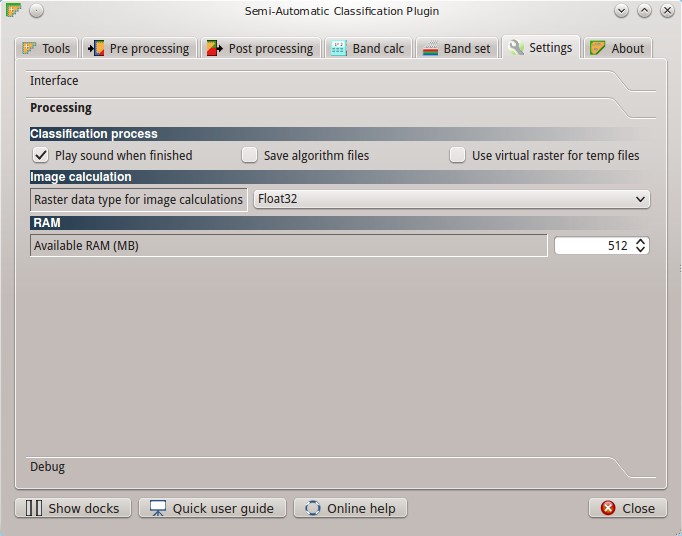 Semi-Automatic Classification Plugin
Tools Pre processing Post processing Band calc Band set Settings About
Interface
Processing
Classification process
Play sound when finished Save algorithm files Use virtual raster for temp files
Image calculation
Raster data type for image calculations Float32
RAM
Available RAM (MB) 512
Debug
Show docks Quick user guide Online help Close